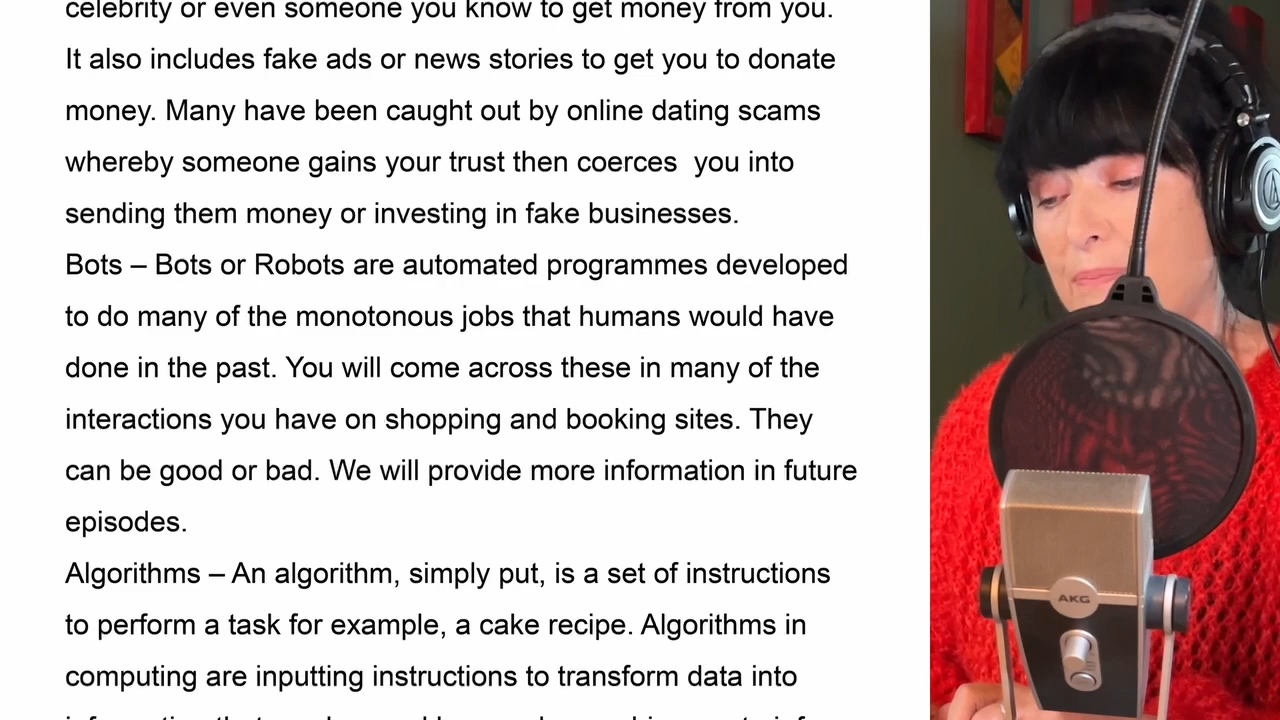 celebrity or even someone you know to get money from you.
It also includes fake ads or news stories to get you to donate
money. Many have been caught out by online dating scams
whereby someone gains your trust then coerces  you into
sending them money or investing in fake businesses.
Bots – Bots or Robots are automated programmes developed
to do many of the monotonous jobs that humans would have
done in the past. You will come across these in many of the
interactions you have on shopping and booking sites. They
can be good or bad. We will provide more information in future
episodes.
Algorithms – An algorithm, simply put, is a set of instructions
to perform a task for example, a cake recipe. Algorithms in
computing are inputting instructions to transform data into
AKG